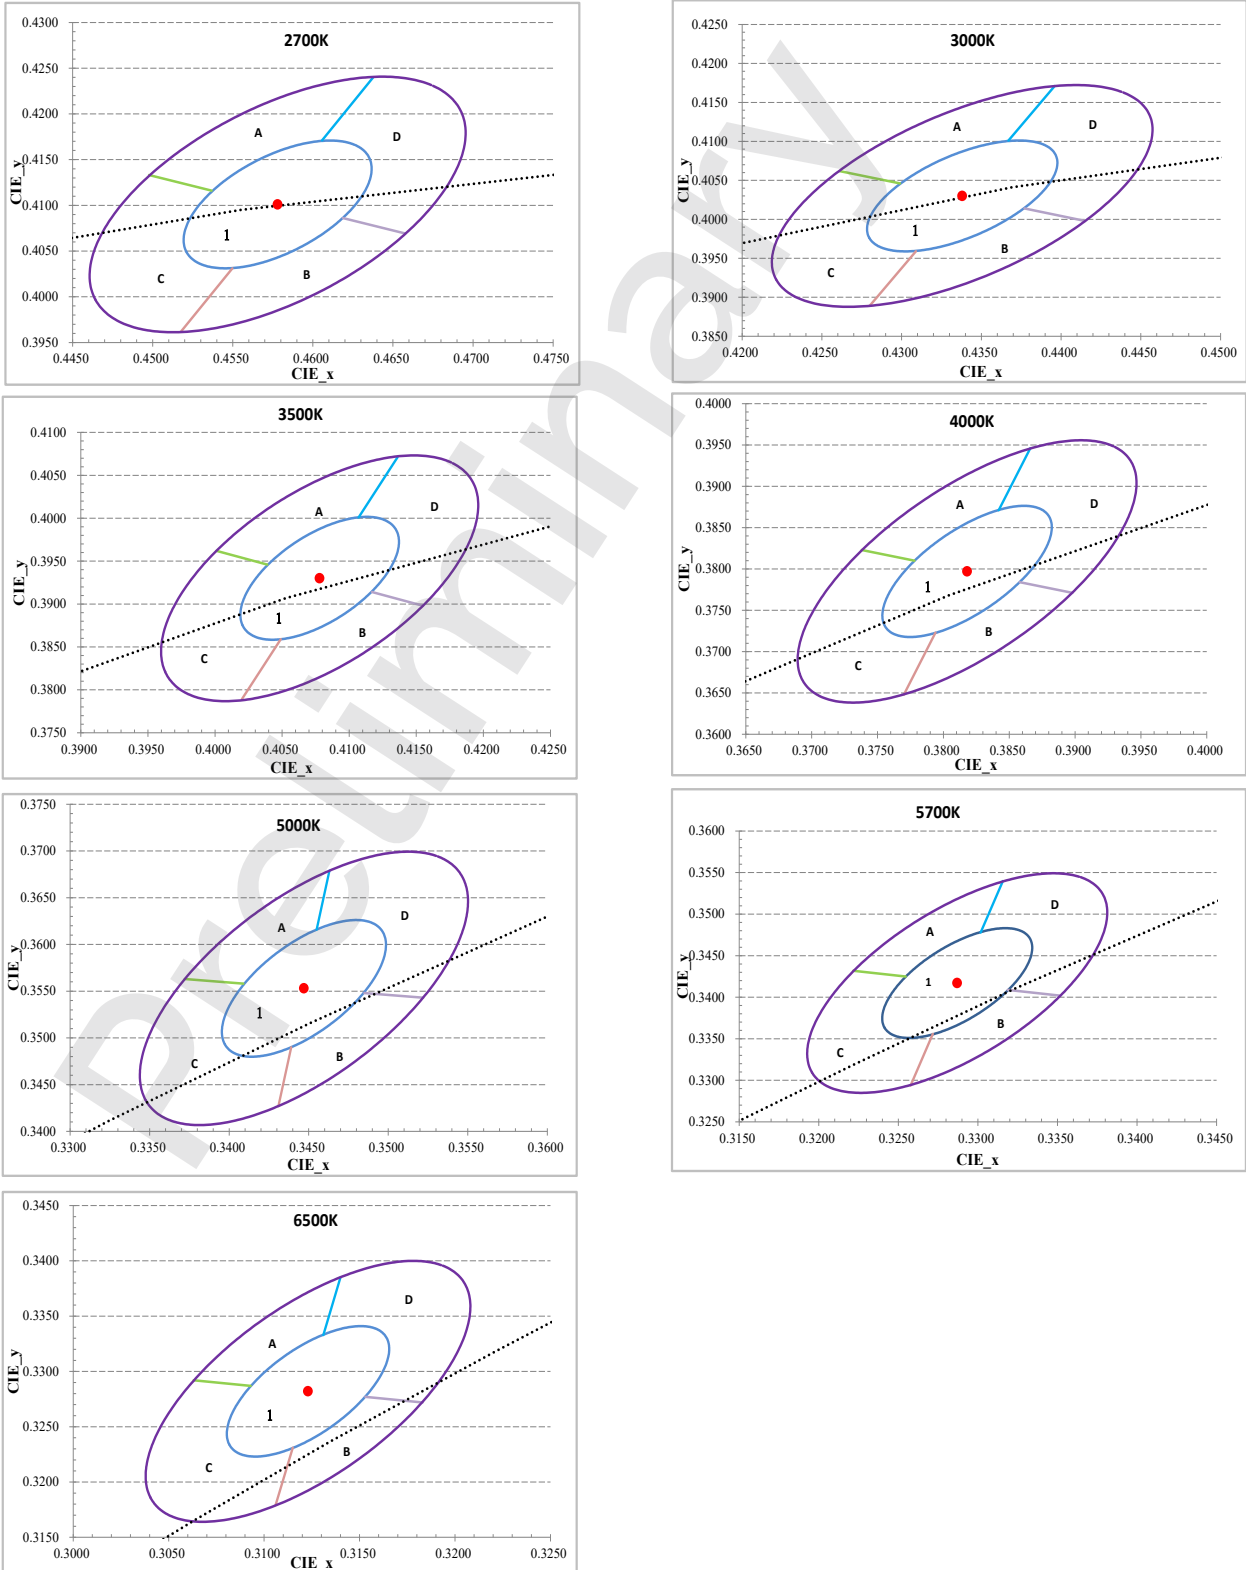 2700K
0.4300
0.4250
0.4200
0.4150
0.4100
0.4050
0.4000
0.3950
CIE_y
A
D
1
C
B
0.4450 0.4500 0.4550 0.4600 0.4650 0.4700 0.4750
CIE_x
3000K
0.4250
0.4200
0.4150
0.4100
0.4050
0.4000
0.3950
0.3900
0.3850
CIE_y
A
D
1
B
C
0.4200 0.4250 0.4300 0.4350 0.4400 0.4450 0.4500
CIE_x
3500K
0.4100
0.4050
0.4000
0.3950
0.3900
0.3850
0.3800
0.3750
CIE_y
A
D
1
B
C
0.3900 0.3950 0.4000 0.4050 0.4100 0.4150 0.4200 0.4250
CIE_x
4000K
0.4000
0.3950
0.3900
0.3850
0.3800
0.3750
0.3700
0.3650
0.3600
CIE_y
A
D
1
B
C
0.3650 0.3700 0.3750 0.3800 0.3850 0.3900 0.3950 0.4000
CIE_x
5000K
0.3750
0.3700
0.3650
0.3600
0.3550
0.3500
0.3450
0.3400
CIE_y
A
D
1
B
C
0.3300 0.3350 0.3400 0.3450 0.3500 0.3550 0.3600
CIE_x
5700K
0.3600
0.3550
0.3500
0.3450
0.3400
0.3350
0.3300
0.3250
CIE_y
A
D
1
B
C
0.3150 0.3200 0.3250 0.3300 0.3350 0.3400 0.3450
CIE_x
6500K
0.3450
0.3400
0.3350
0.3300
0.3250
0.3200
0.3150
CIE_y
A
D
1
B
C
0.3000 0.3050 0.3100 0.3150 0.3200 0.3250
CIE_x
Preliminary